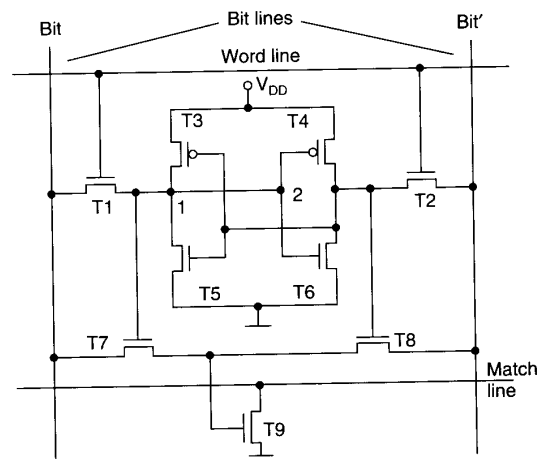 Bit
Bit lines
Bit′
Word line
V_DD
T3
T4
T1
1
2
T2
T5
T6
T7
T8
Match
line
T9